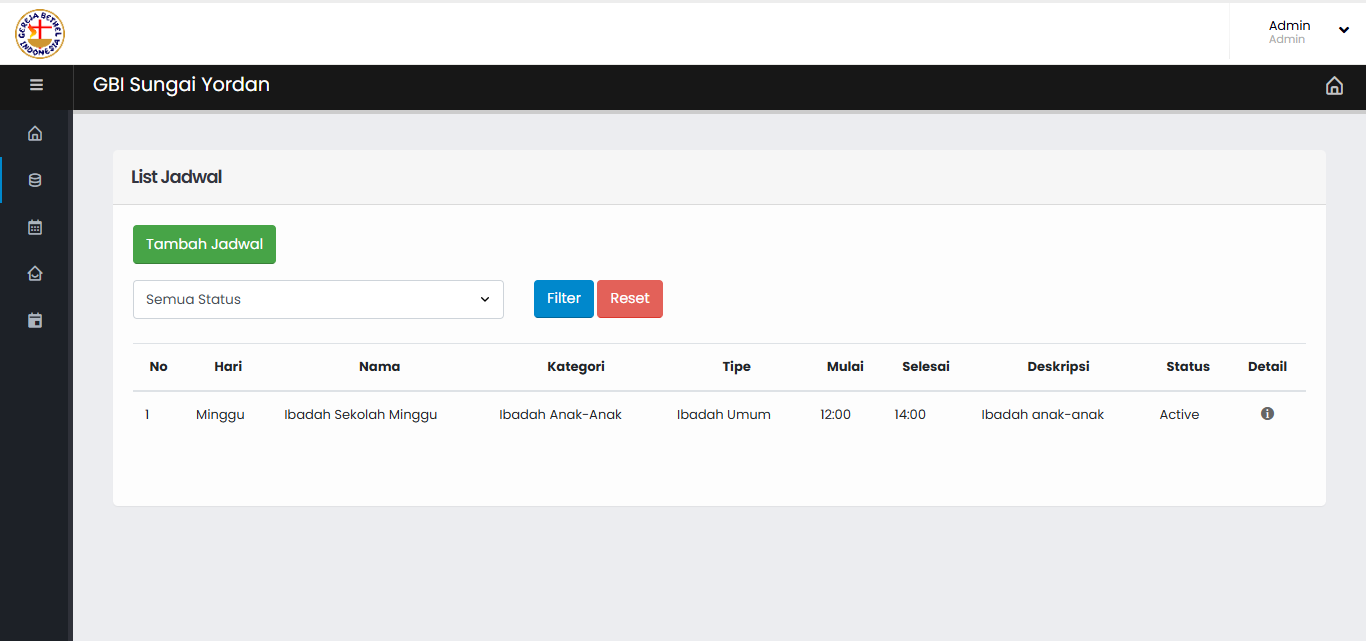 GEREJA BETHEL
INDONESIA
Admin
Admin
GBI Sungai Yordan
List Jadwal
Tambah Jadwal
Semua Status
Filter Reset
No Hari Nama Kategori Tipe Mulai Selesai Deskripsi Status Detail
1 Minggu Ibadah Sekolah Minggu Ibadah Anak-Anak Ibadah Umum 12:00 14:00 Ibadah anak-anak Active